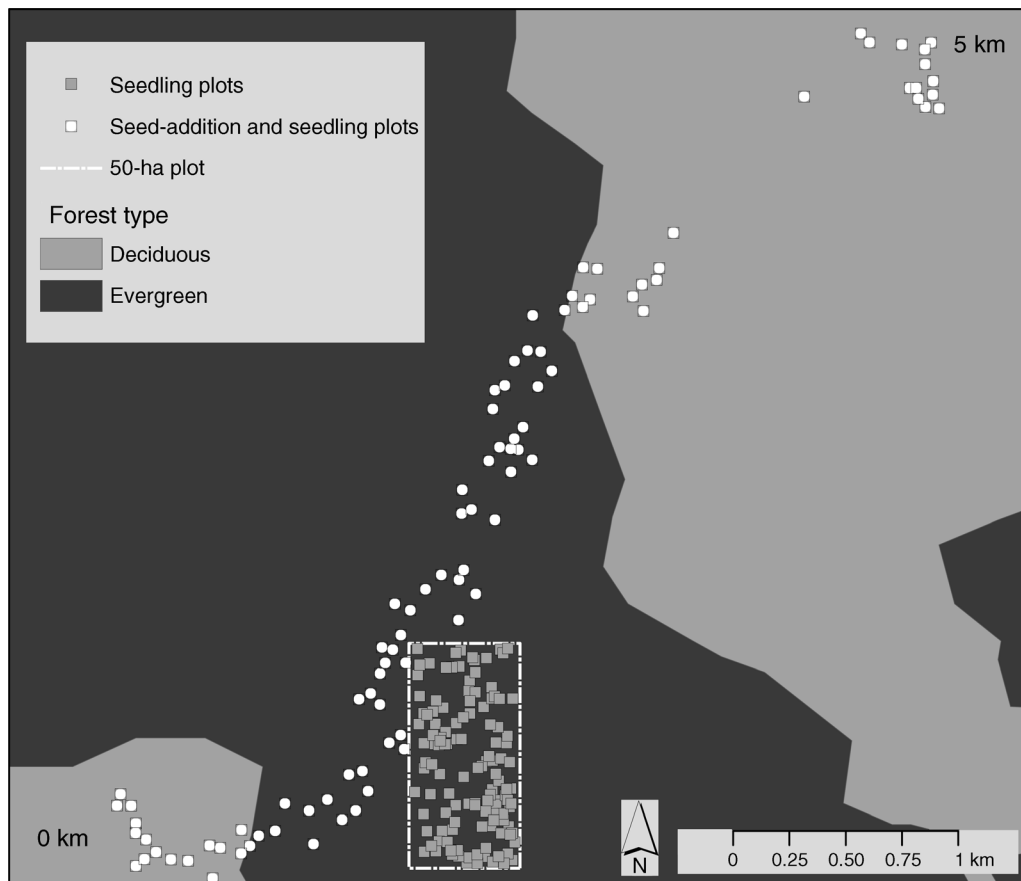 5 km
Seedling plots
Seed-addition and seedling plots
50-ha plot
Forest type
Deciduous
Evergreen
0 km
N
0 0.25 0.50 0.75 1 km